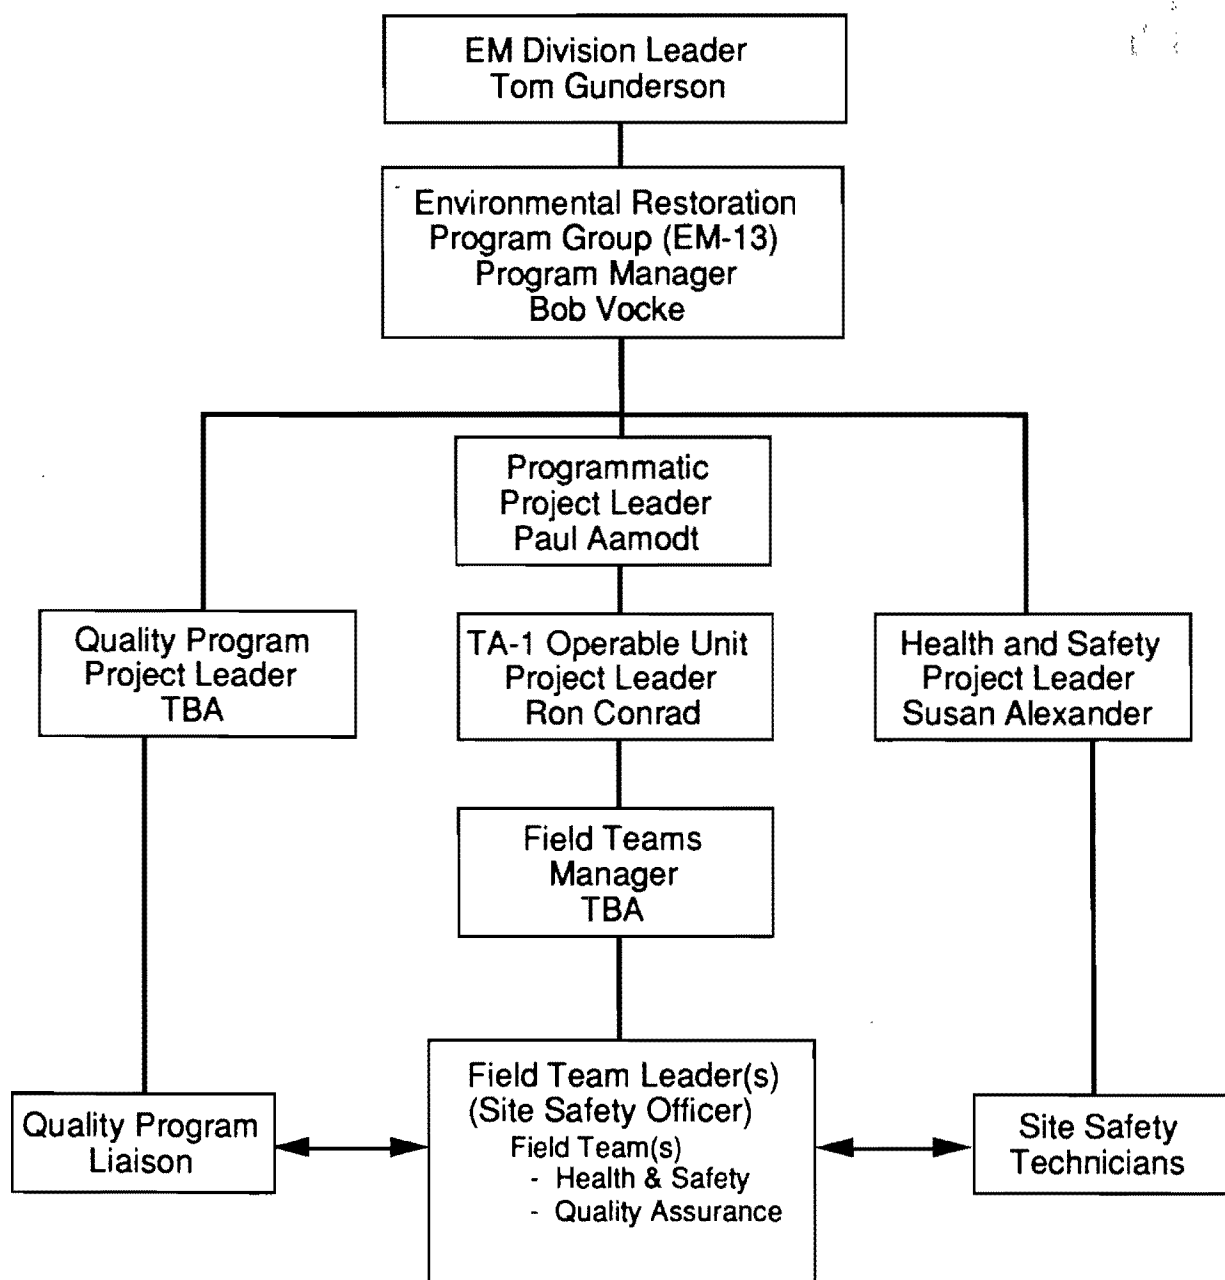 EM Division Leader
Tom Gunderson
Environmental Restoration
Program Group (EM-13)
Program Manager
Bob Vocke
Programmatic
Project Leader
Paul Aamodt
Quality Program
Project Leader
TBA
TA-1 Operable Unit
Project Leader
Ron Conrad
Health and Safety
Project Leader
Susan Alexander
Field Teams
Manager
TBA
Quality Program
Liaison
Field Team Leader(s)
(Site Safety Officer)
Field Team(s)
- Health & Safety
- Quality Assurance
Site Safety
Technicians